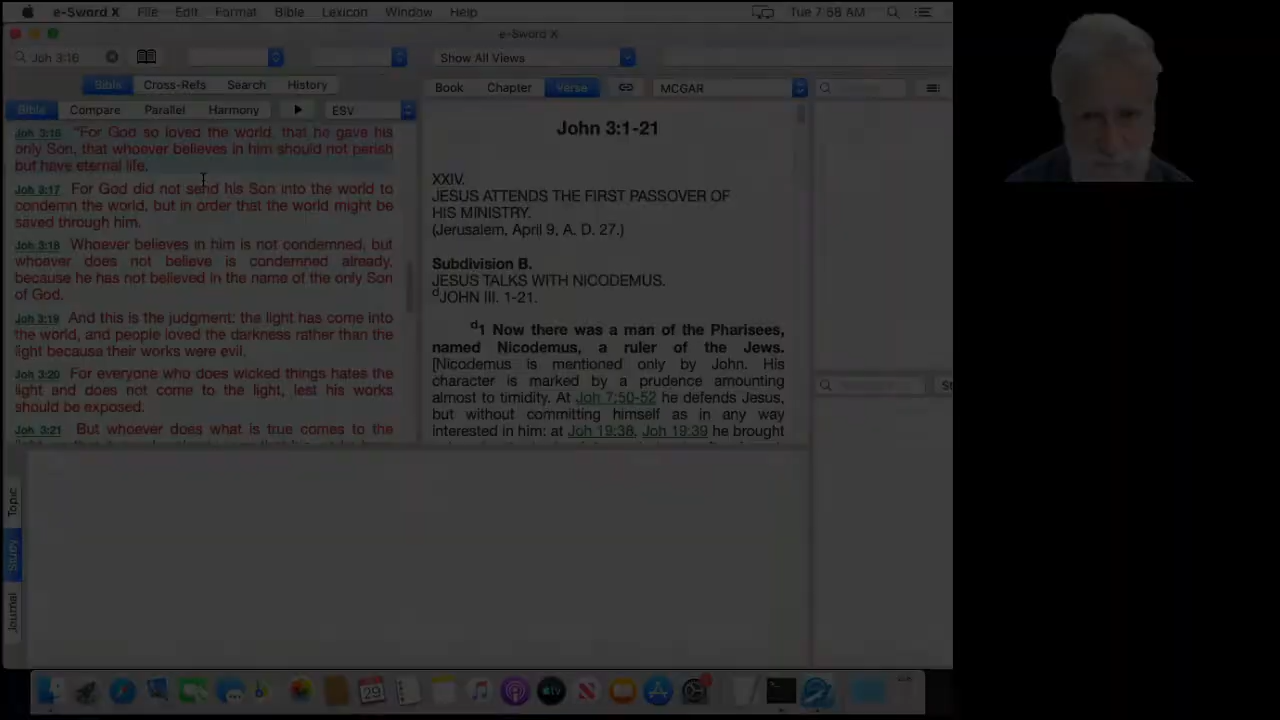 e-Sword X File Edit Format Bible Lexicon Window Help Tue 7:58 AM
e-Sword X
Joh 3:16
Show All Views
Bible Cross-Refs Search History
Book Chapter Verse MCGAR
Bible Compare Parallel Harmony ESV
Joh 3:16 "For God so loved the world, that he gave his
only Son, that whoever believes in him should not perish
but have eternal life.
Joh 3:17 For God did not send his Son into the world to
condemn the world, but in order that the world might be
saved through him.
Joh 3:18 Whoever believes in him is not condemned, but
whoever does not believe is condemned already,
because he has not believed in the name of the only Son
of God.
Joh 3:19 And this is the judgment: the light has come into
the world, and people loved the darkness rather than the
light because their works were evil.
Joh 3:20 For everyone who does wicked things hates the
light and does not come to the light, lest his works
should be exposed.
Joh 3:21 But whoever does what is true comes to the
John 3:1-21
XXIV.
JESUS ATTENDS THE FIRST PASSOVER OF
HIS MINISTRY.
(Jerusalem, April 9, A. D. 27.)
Subdivision B.
JESUS TALKS WITH NICODEMUS.
dJOHN III. 1-21.
d1 Now there was a man of the Pharisees,
named Nicodemus, a ruler of the Jews.
[Nicodemus is mentioned only by John. His
character is marked by a prudence amounting
almost to timidity. At Joh 7:50-52 he defends Jesus,
but without committing himself as in any way
interested in him: at Joh 19:38, Joh 19:39 he brought
St
Topic
Study
Journal
29